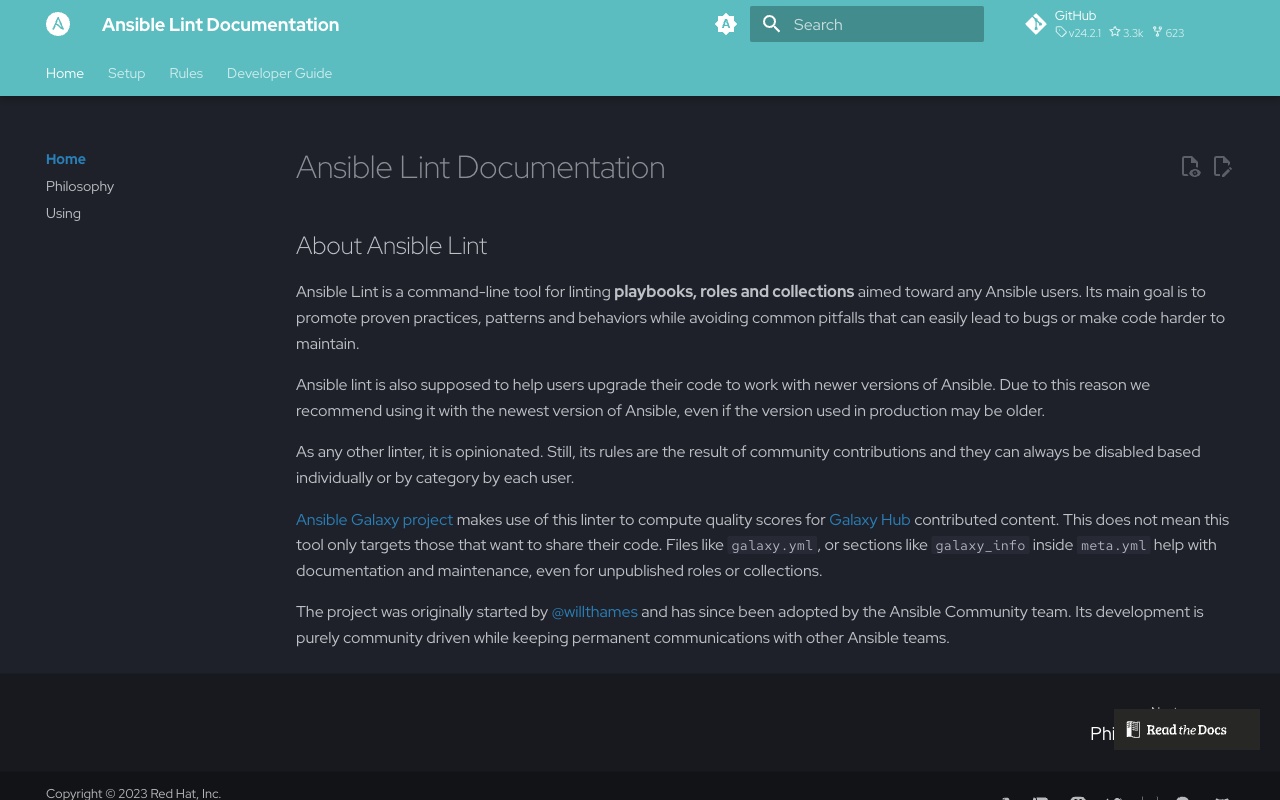 Ansible Lint Documentation
Search
GitHub
v24.2.1 3.3k 623
Home Setup Rules Developer Guide
Home
Philosophy
Using
Ansible Lint Documentation
About Ansible Lint
Ansible Lint is a command-line tool for linting playbooks, roles and collections aimed toward any Ansible users. Its main goal is to
promote proven practices, patterns and behaviors while avoiding common pitfalls that can easily lead to bugs or make code harder to
maintain.
Ansible lint is also supposed to help users upgrade their code to work with newer versions of Ansible. Due to this reason we
recommend using it with the newest version of Ansible, even if the version used in production may be older.
As any other linter, it is opinionated. Still, its rules are the result of community contributions and they can always be disabled based
individually or by category by each user.
Ansible Galaxy project makes use of this linter to compute quality scores for Galaxy Hub contributed content. This does not mean this
tool only targets those that want to share their code. Files like galaxy.yml, or sections like galaxy_info inside meta.yml help with
documentation and maintenance, even for unpublished roles or collections.
The project was originally started by @willthames and has since been adopted by the Ansible Community team. Its development is
purely community driven while keeping permanent communications with other Ansible teams.
Phi
Read the Docs
Copyright © 2023 Red Hat, Inc.